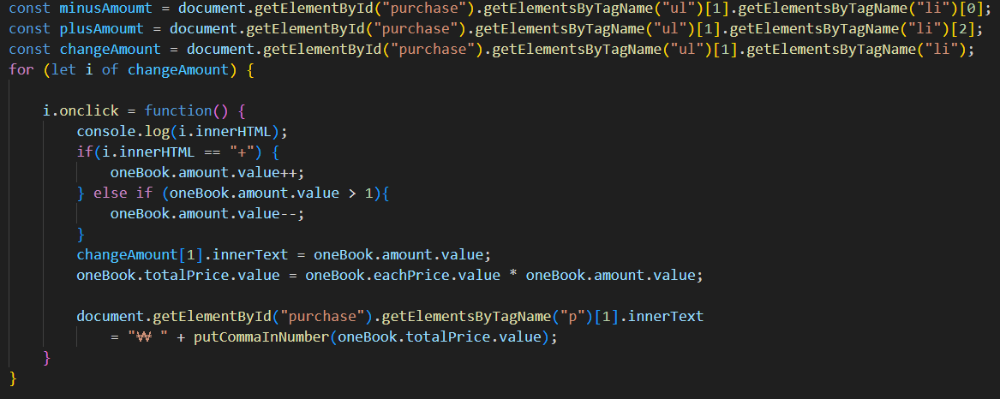 const minusAmoumt = document.getElementById("purchase").getElementsByTagName("ul")[1].getElementsByTagName("li")[0];
const plusAmoumt = document.getElementById("purchase").getElementsByTagName("ul")[1].getElementsByTagName("li")[2];
const changeAmount = document.getElementById("purchase").getElementsByTagName("ul")[1].getElementsByTagName("li");
for (let i of changeAmount) {
i.onclick = function() {
console.log(i.innerHTML);
if(i.innerHTML == "+") {
oneBook.amount.value++;
} else if (oneBook.amount.value > 1){
oneBook.amount.value--;
}
changeAmount[1].innerText = oneBook.amount.value;
oneBook.totalPrice.value = oneBook.eachPrice.value * oneBook.amount.value;
document.getElementById("purchase").getElementsByTagName("p")[1].innerText
= "₩ " + putCommaInNumber(oneBook.totalPrice.value);
}
}